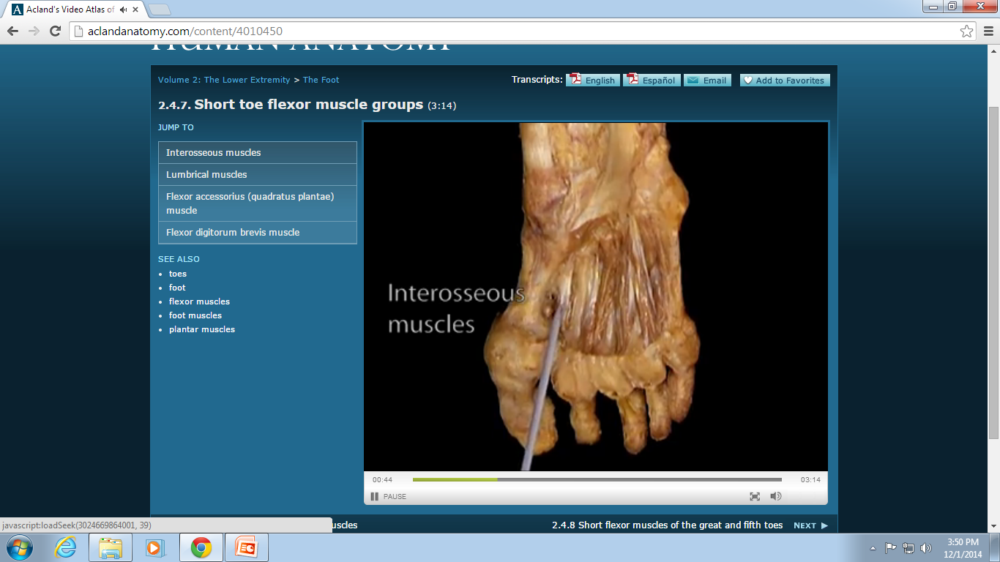 Acland's Video Atlas of
aclandanatomy.com/content/4010450
HUMAN ANATOMY
Volume 2: The Lower Extremity > The Foot
Transcripts: English Español Email Add to Favorites
2.4.7. Short toe flexor muscle groups (3:14)
JUMP TO
Interosseous muscles
Lumbrical muscles
Flexor accessorius (quadratus plantae)
muscle
Flexor digitorum brevis muscle
SEE ALSO
• toes
• foot
• flexor muscles
• foot muscles
• plantar muscles
Interosseous
muscles
00:44 03:14
PAUSE
javascript:loadSeek(3024669864001, 39)
uscles 2.4.8 Short flexor muscles of the great and fifth toes NEXT ▶
3:50 PM
12/1/2014